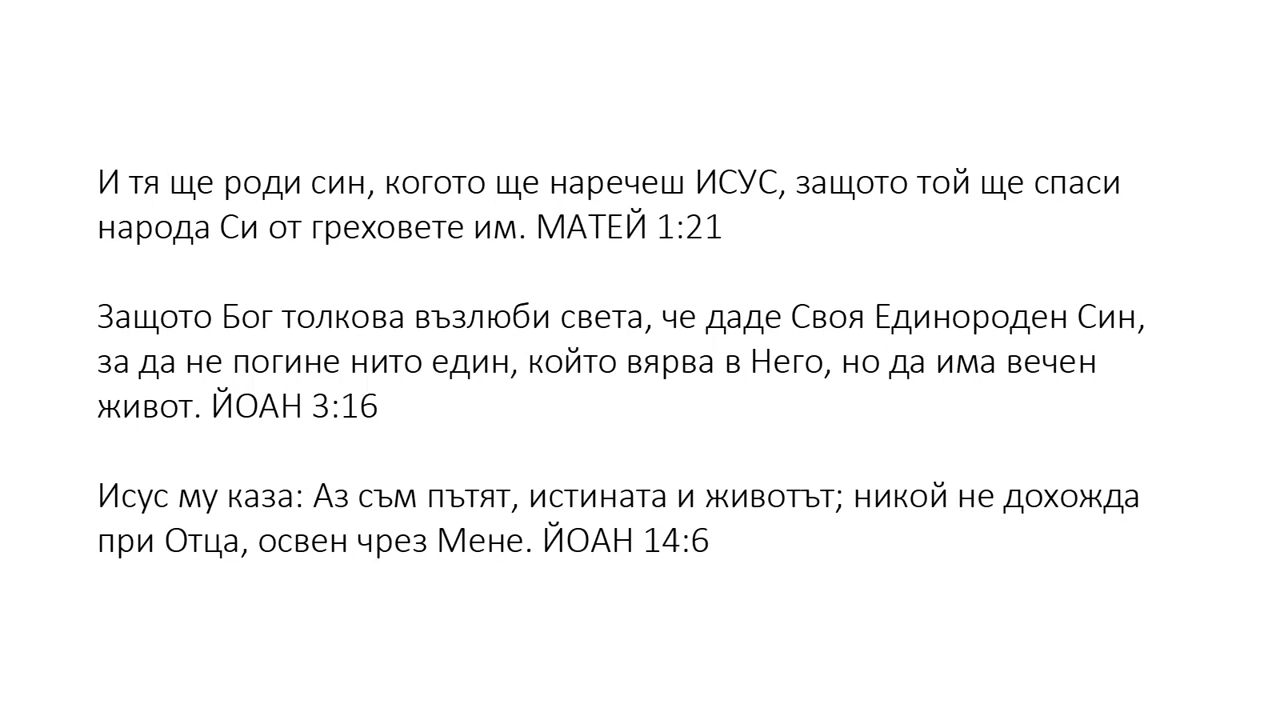 И тя ще роди син, когото ще наречеш ИСУС, защото той ще спаси
народа Си от греховете им. МАТЕЙ 1:21
Защото Бог толкова възлюби света, че даде Своя Единороден Син,
за да не погине нито един, който вярва в Него, но да има вечен
живот. ЙОАН 3:16
Исус му каза: Аз съм пътят, истината и животът; никой не дохожда
при Отца, освен чрез Мене. ЙОАН 14:6